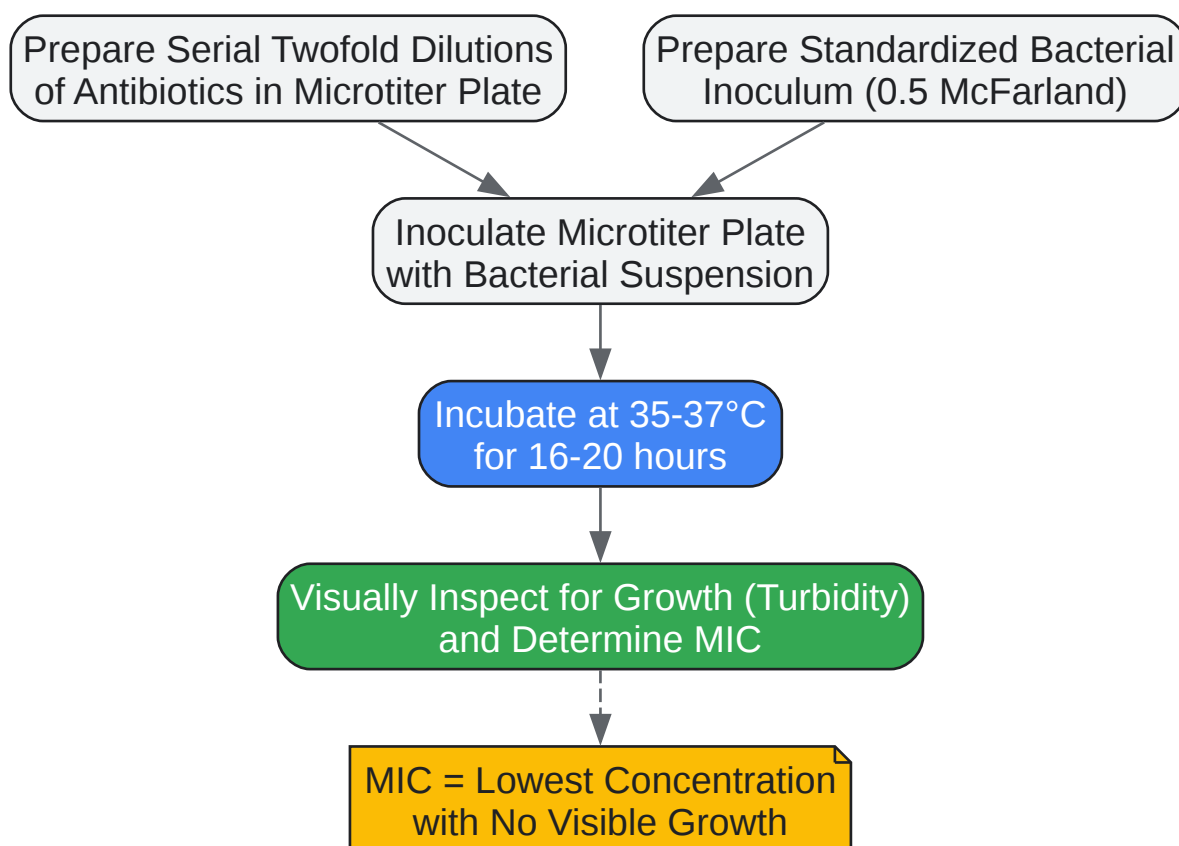 Prepare Serial Twofold Dilutions
of Antibiotics in Microtiter Plate
Prepare Standardized Bacterial
Inoculum (0.5 McFarland)
Inoculate Microtiter Plate
with Bacterial Suspension
Incubate at 35-37°C
for 16-20 hours
Visually Inspect for Growth (Turbidity)
and Determine MIC
MIC = Lowest Concentration
with No Visible Growth